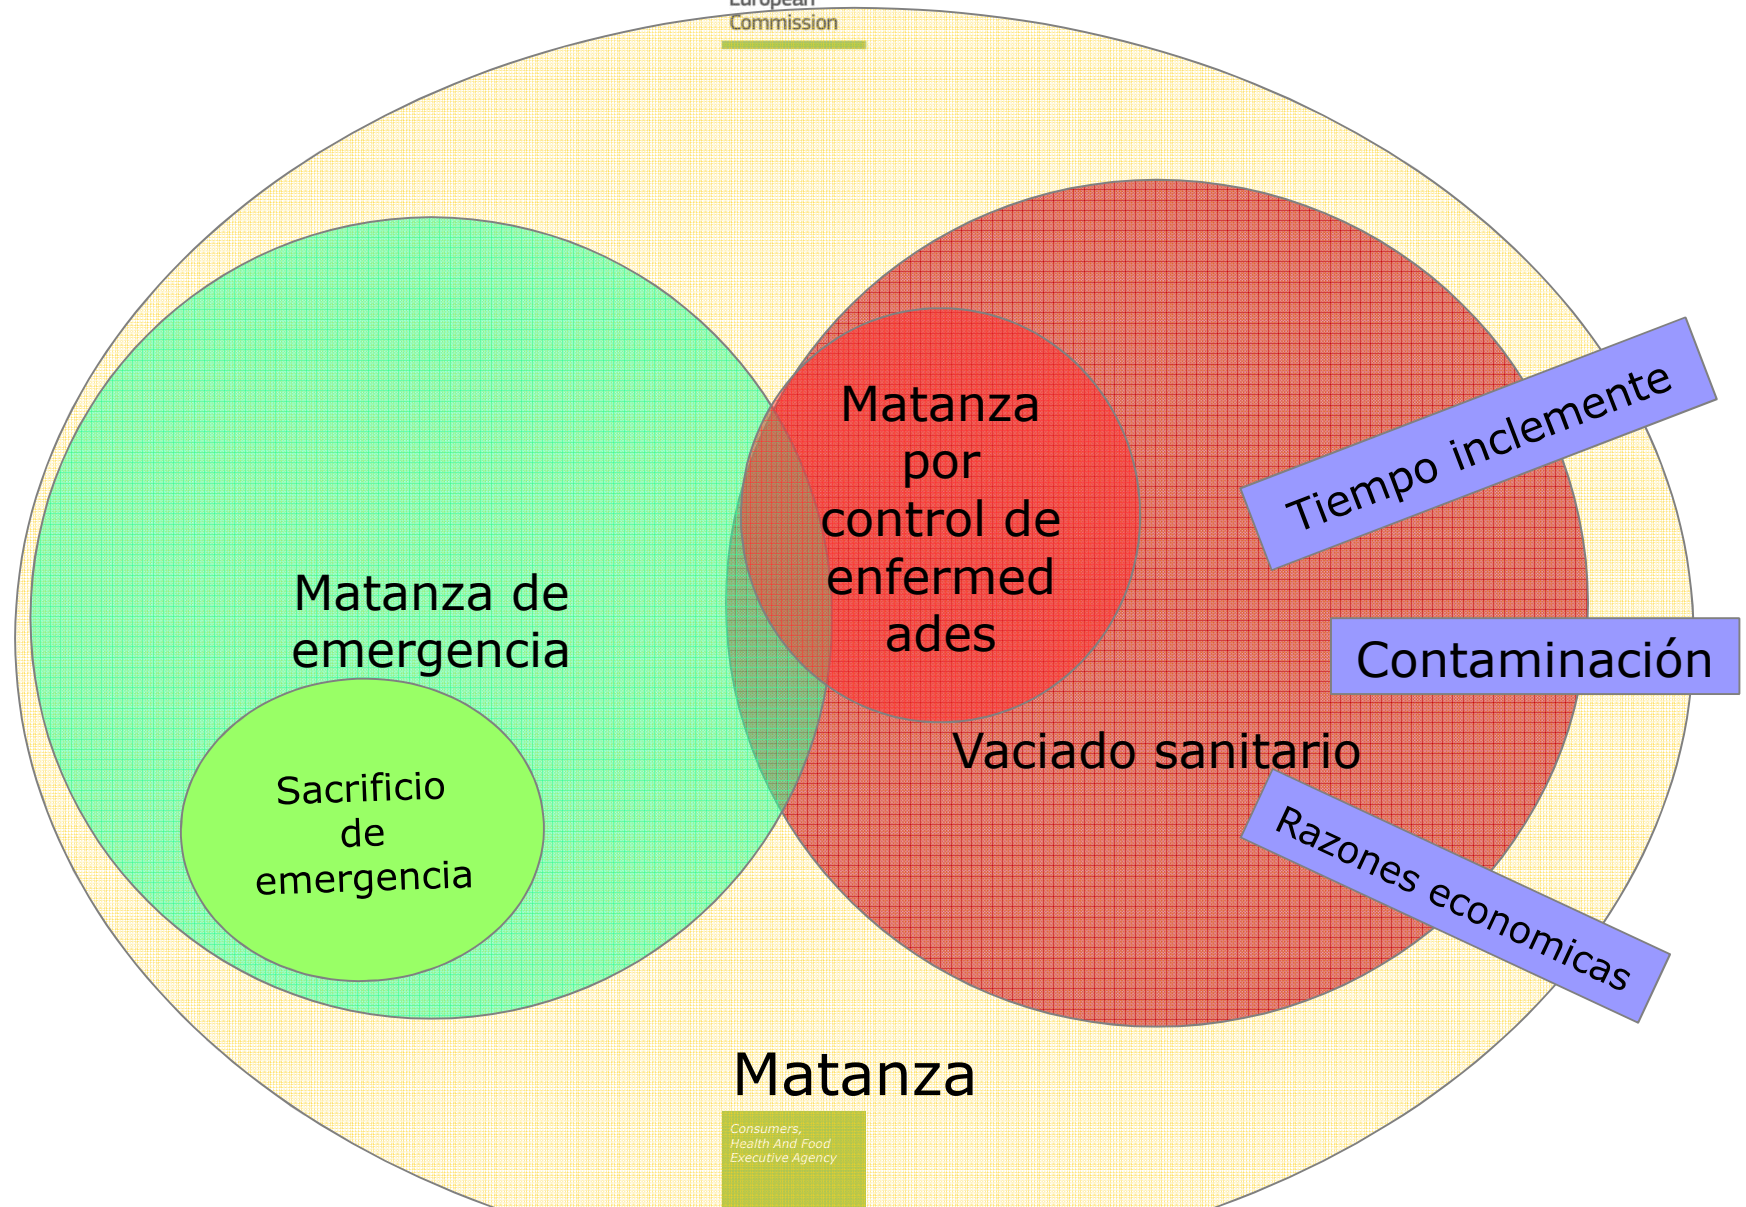 European
Commission
Matanza
por
control de
enfermed
ades
Tiempo inclemente
Matanza de
emergencia
Contaminación
Vaciado sanitario
Sacrificio
de
emergencia
Razones economicas
Matanza
Consumers,
Health And Food
Executive Agency